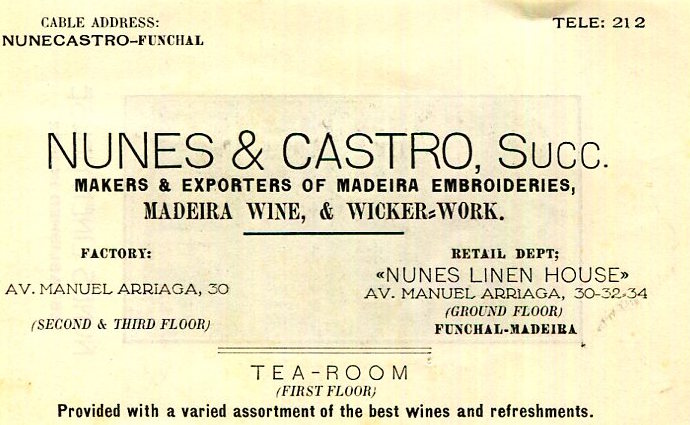 CABLE ADDRESS:
NUNECASTRO–FUNCHAL
TELE: 212
NUNES & CASTRO, SUCC.
MAKERS & EXPORTERS OF MADEIRA EMBROIDERIES,
MADEIRA WINE, & WICKER=WORK.
FACTORY:
AV. MANUEL ARRIAGA, 30
(SECOND & THIRD FLOOR)
RETAIL DEPT;
«NUNES LINEN HOUSE»
AV. MANUEL ARRIAGA, 30-32-34
(GROUND FLOOR)
FUNCHAL-MADEIRA
TEA-ROOM
(FIRST FLOOR)
Provided with a varied assortment of the best wines and refreshments.